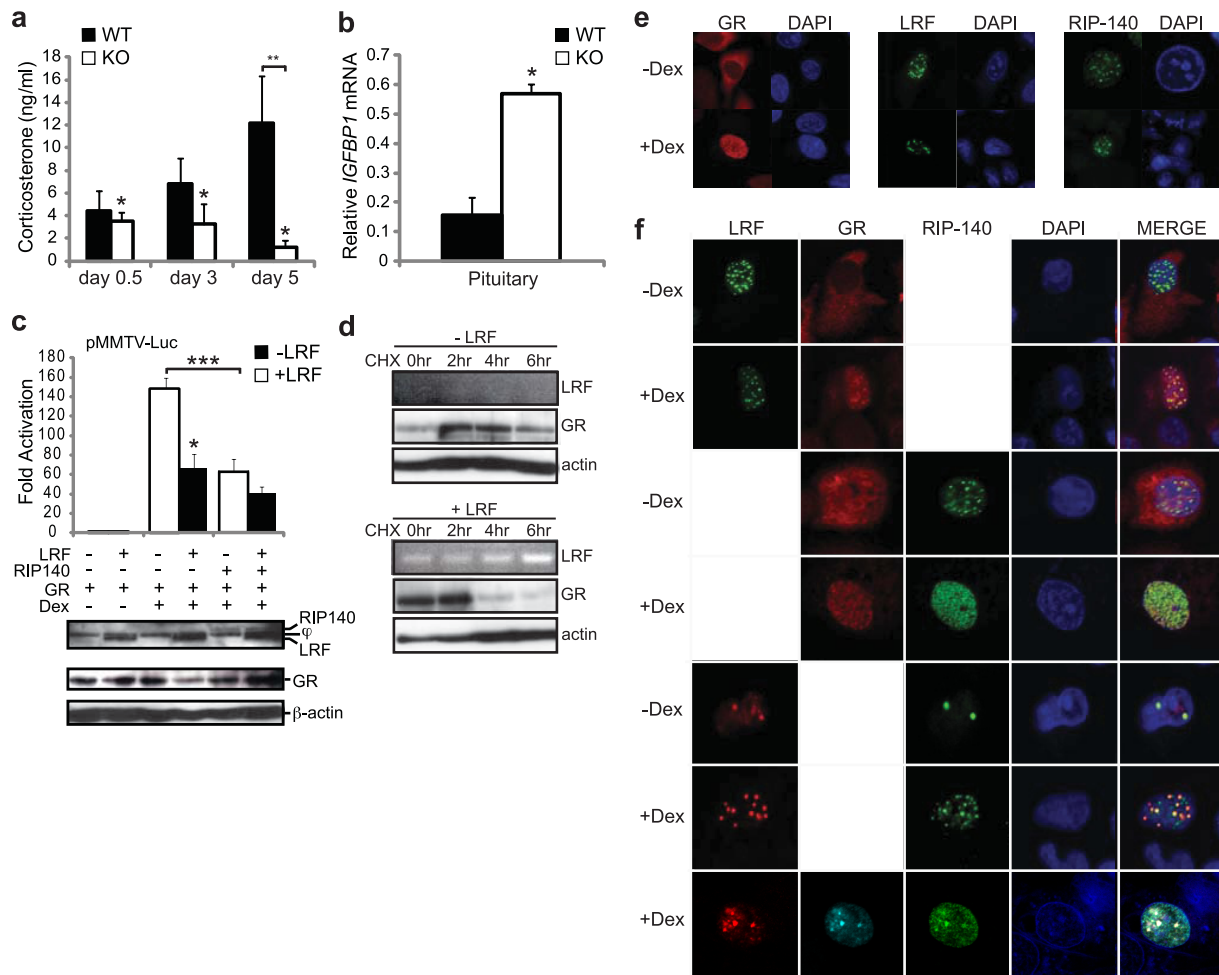 a
WT
KO
Corticosterone (ng/ml)
18
16
14
12
10
8
6
4
2
0
*
*
**
*
day 0.5
day 3
day 5
b
WT
KO
Relative IGFBP1 mRNA
0.7
0.6
0.5
0.4
0.3
0.2
0.1
0
*
Pituitary
c
pMMTV-Luc
-LRF
+LRF
Fold Activation
180
160
140
120
100
80
60
40
20
0
***
*
LRF - + - + - +
RIP140 - - - - + +
GR + + + + + +
Dex - - + + + +
RIP140
φ
LRF
GR
β-actin
d
- LRF
CHX 0hr 2hr 4hr 6hr
LRF
GR
actin
+ LRF
CHX 0hr 2hr 4hr 6hr
LRF
GR
actin
e
GR DAPI LRF DAPI RIP-140 DAPI
-Dex
+Dex
f
LRF GR RIP-140 DAPI MERGE
-Dex
+Dex
-Dex
+Dex
-Dex
+Dex
+Dex